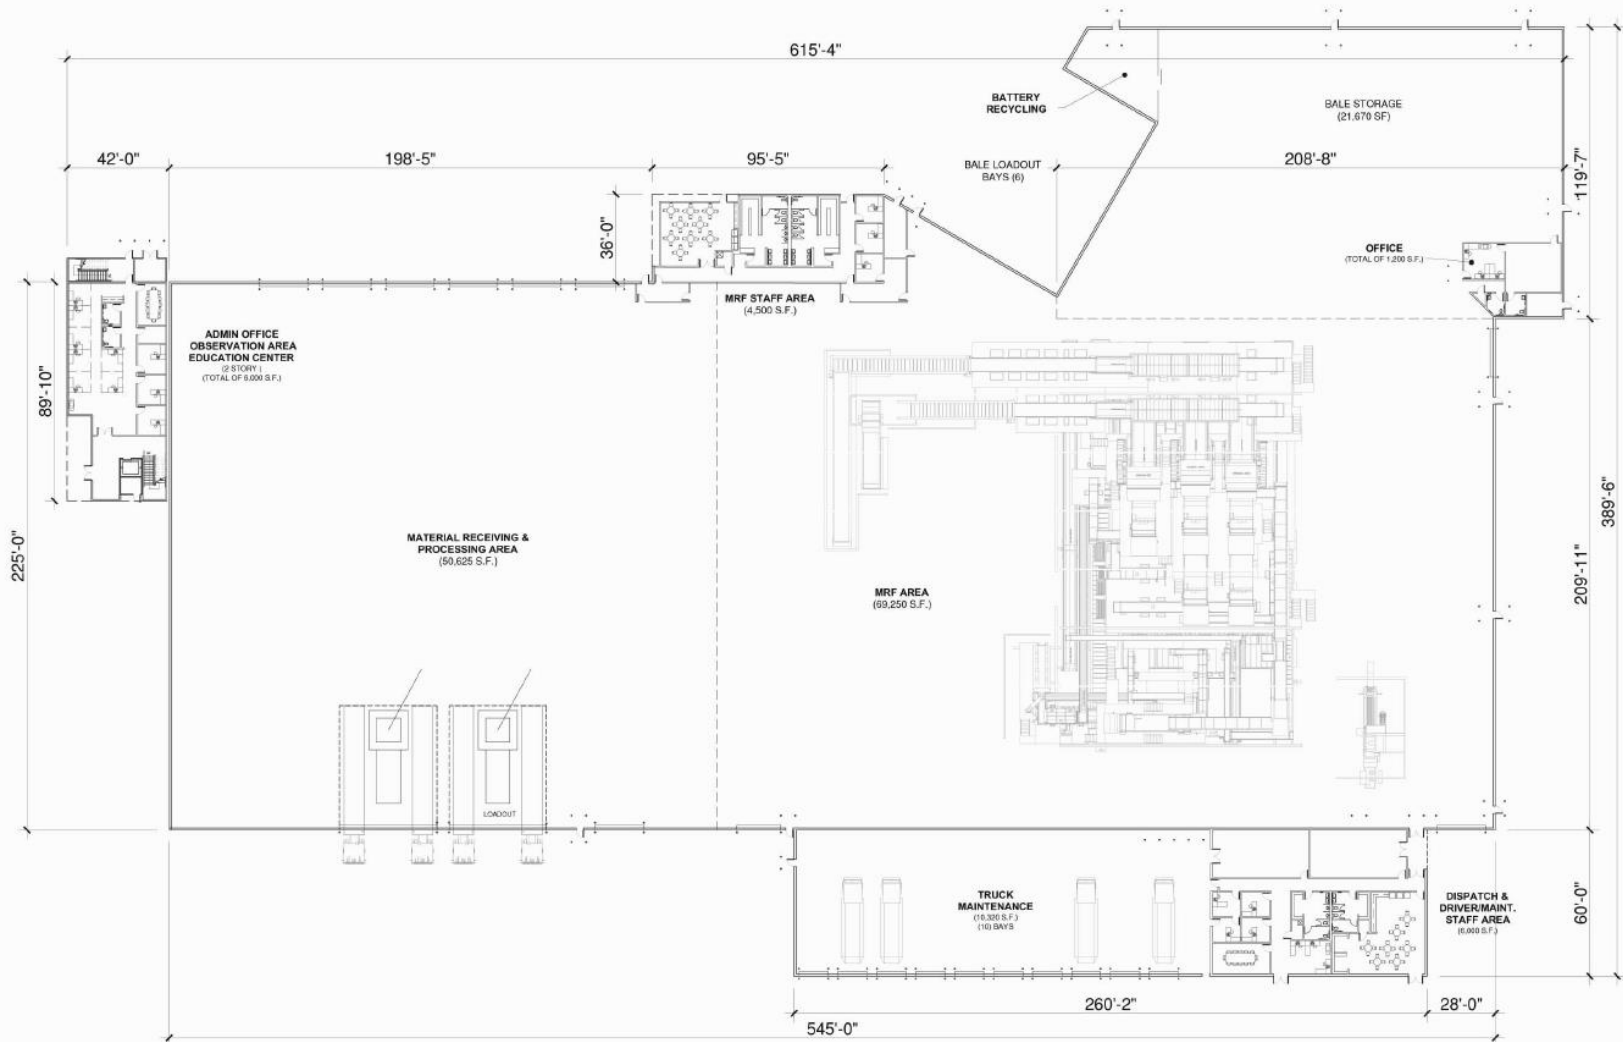 615'-4"
BATTERY
RECYCLING
BALE STORAGE
(21,670 SF)
42'-0"
198'-5"
95'-5"
BALE LOADOUT
BAYS (6)
208'-8"
119'-7"
36'-0"
OFFICE
(TOTAL OF 1,200 S.F.)
MRF STAFF AREA
(4,500 S.F.)
ADMIN OFFICE
OBSERVATION AREA
EDUCATION CENTER
(2 STORY )
(TOTAL OF 6,000 S.F.)
89'-10"
225'-0"
MATERIAL RECEIVING &
PROCESSING AREA
(50,625 S.F.)
MRF AREA
(69,250 S.F.)
389'-6"
209'-11"
LOADOUT
TRUCK
MAINTENANCE
(10,320 S.F.)
(10) BAYS
DISPATCH &
DRIVER/MAINT.
STAFF AREA
(6,000 S.F.)
60'-0"
260'-2"
28'-0"
545'-0"